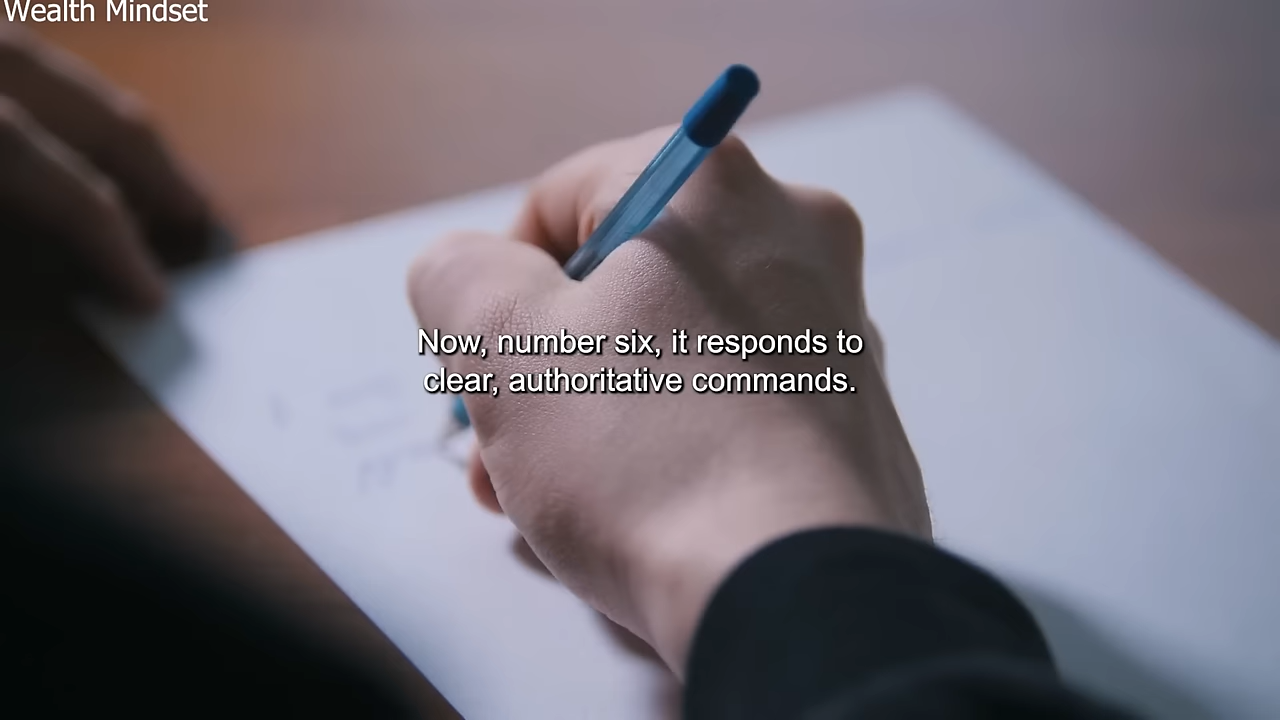 Wealth Mindset
Now, number six, it responds to
clear, authoritative commands.